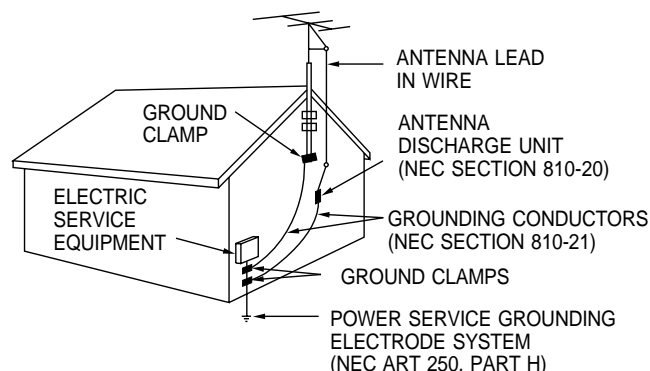 ANTENNA LEAD
IN WIRE
GROUND
CLAMP
ANTENNA
DISCHARGE UNIT
(NEC SECTION 810-20)
ELECTRIC
SERVICE
EQUIPMENT
GROUNDING CONDUCTORS
(NEC SECTION 810-21)
GROUND CLAMPS
POWER SERVICE GROUNDING
ELECTRODE SYSTEM
(NEC ART 250, PART H)